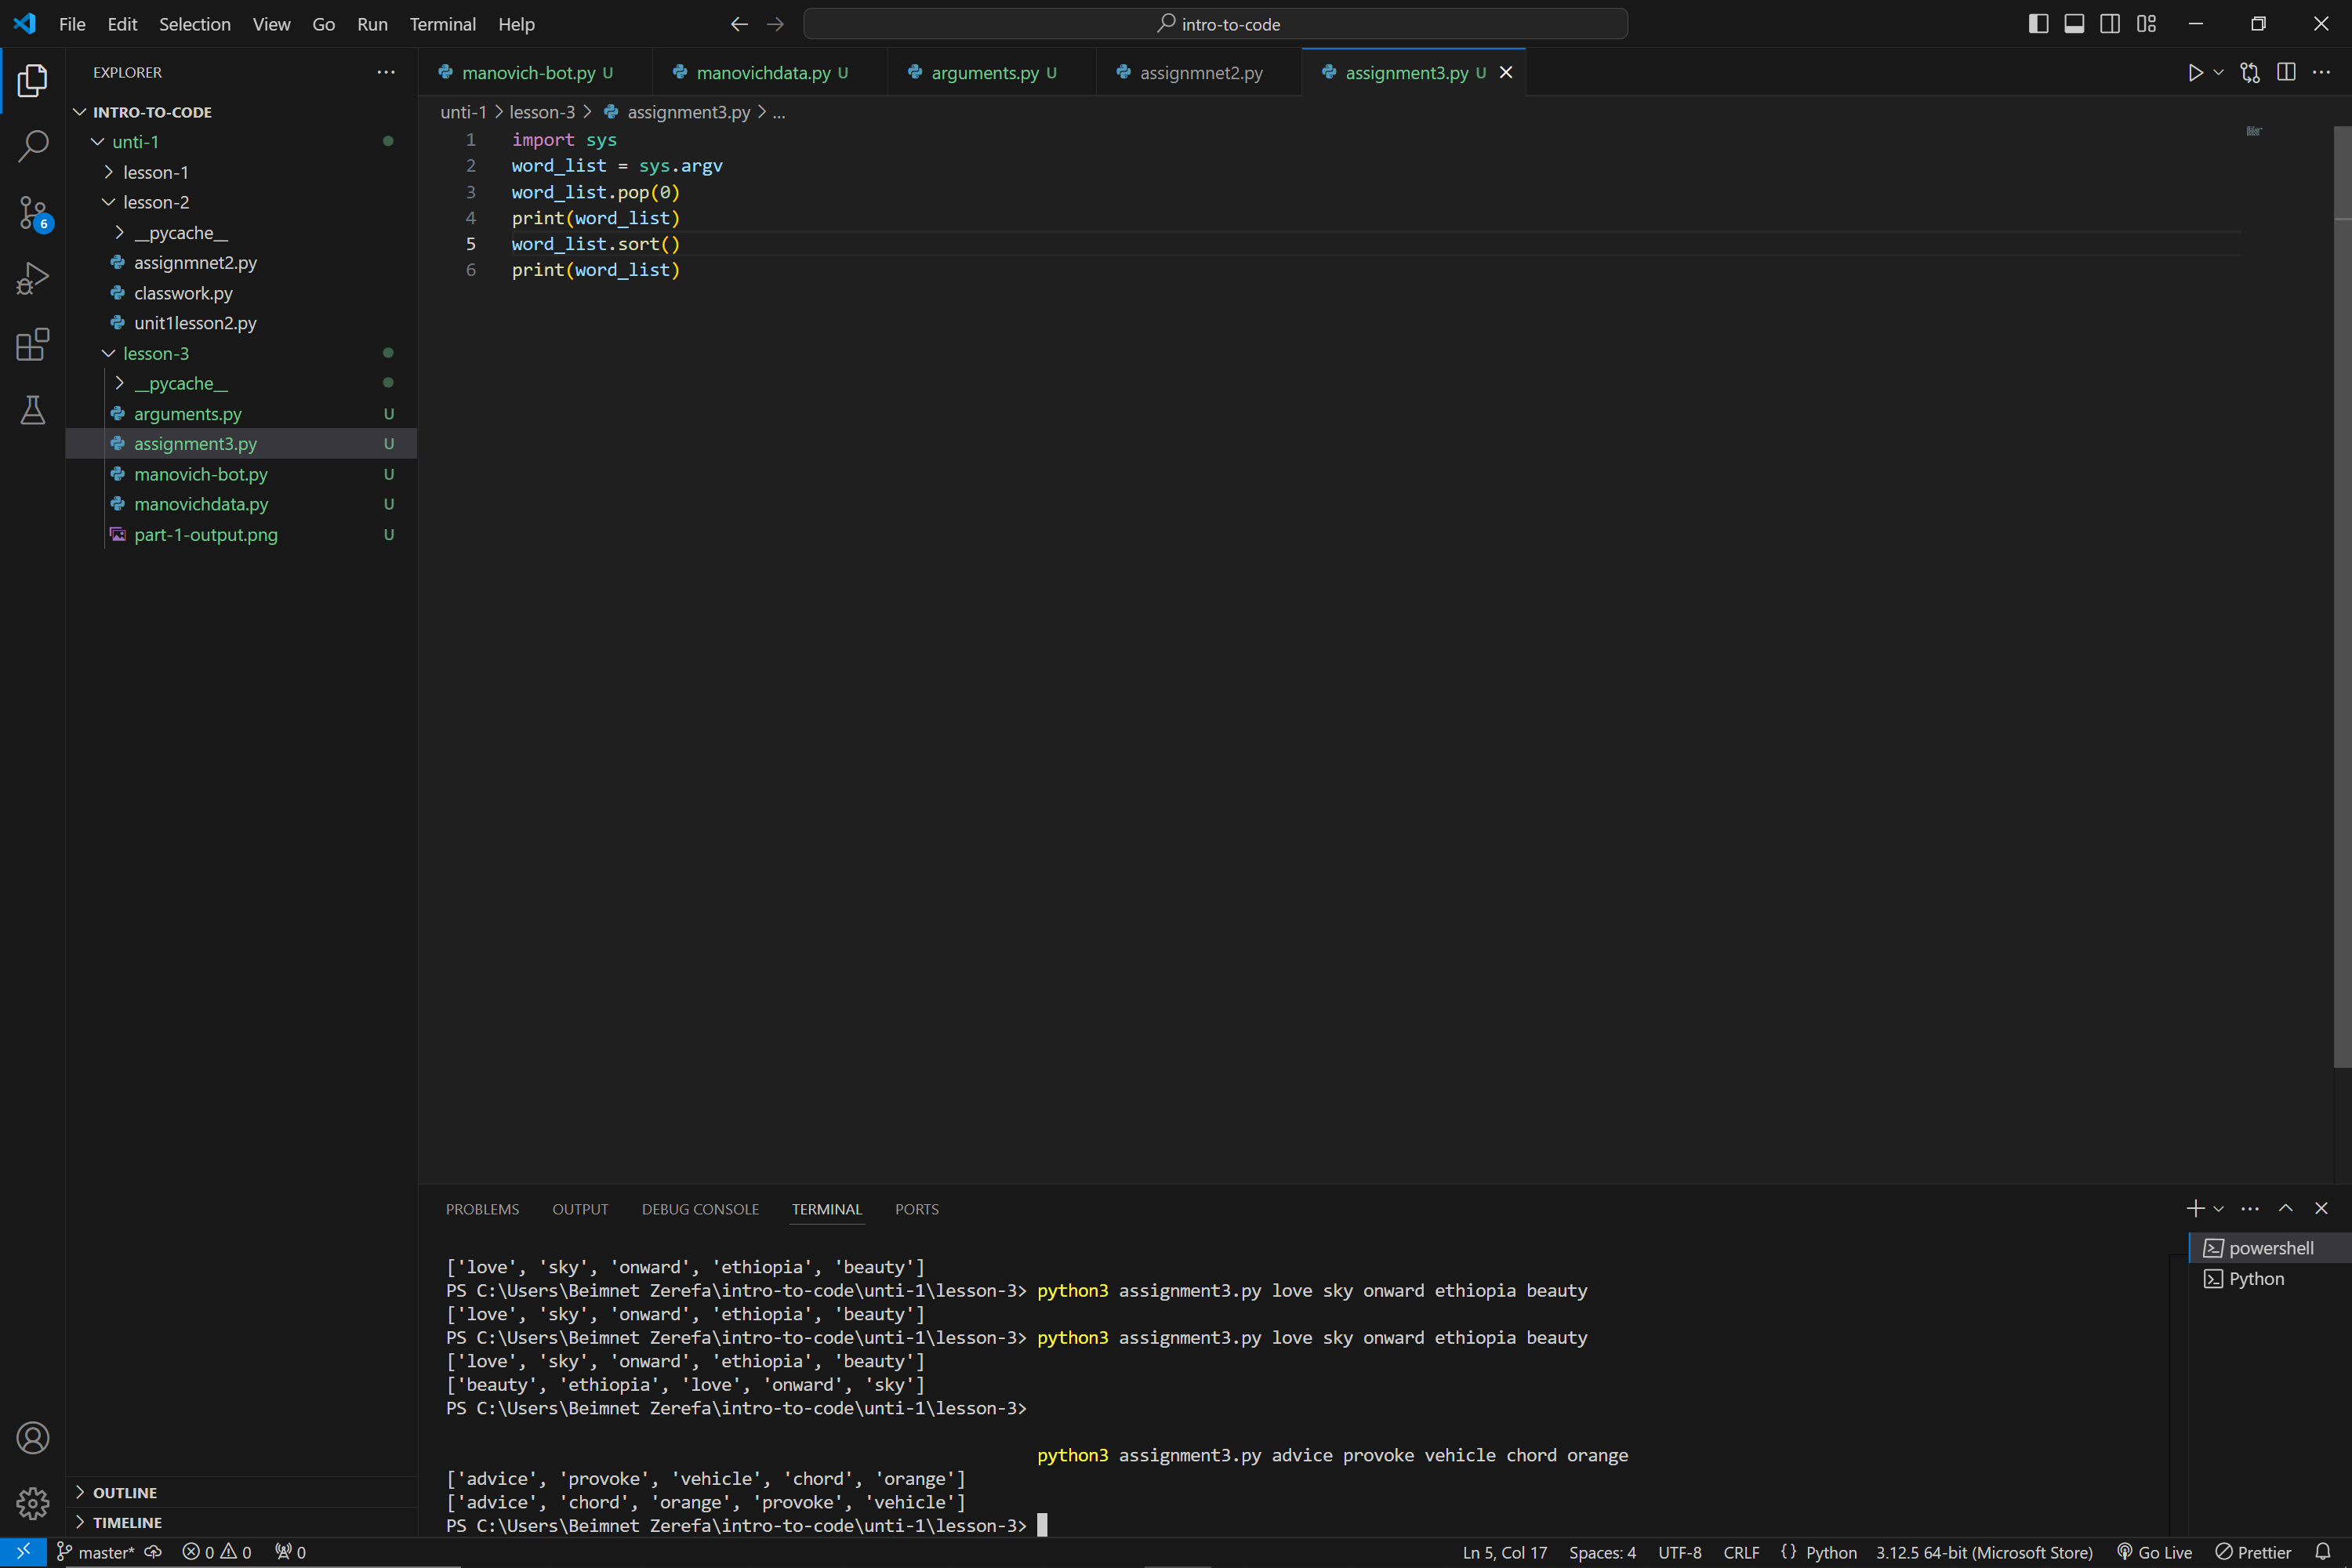 File Edit Selection View Go Run Terminal Help intro-to-code
EXPLORER
manovich-bot.py U manovichdata.py U arguments.py U assignmnet2.py assignment3.py U
INTRO-TO-CODE
unti-1
lesson-1
lesson-2
__pycache__
assignmnet2.py
classwork.py
unit1lesson2.py
lesson-3
__pycache__
arguments.py U
assignment3.py U
manovich-bot.py U
manovichdata.py U
part-1-output.png U
OUTLINE
TIMELINE
6
unti-1 > lesson-3 > assignment3.py > ...
1 import sys
2 word_list = sys.argv
3 word_list.pop(0)
4 print(word_list)
5 word_list.sort()
6 print(word_list)
PROBLEMS OUTPUT DEBUG CONSOLE TERMINAL PORTS
['love', 'sky', 'onward', 'ethiopia', 'beauty']
PS C:\Users\Beimnet Zerefa\intro-to-code\unti-1\lesson-3> python3 assignment3.py love sky onward ethiopia beauty
['love', 'sky', 'onward', 'ethiopia', 'beauty']
PS C:\Users\Beimnet Zerefa\intro-to-code\unti-1\lesson-3> python3 assignment3.py love sky onward ethiopia beauty
['love', 'sky', 'onward', 'ethiopia', 'beauty']
['beauty', 'ethiopia', 'love', 'onward', 'sky']
PS C:\Users\Beimnet Zerefa\intro-to-code\unti-1\lesson-3>
python3 assignment3.py advice provoke vehicle chord orange
['advice', 'provoke', 'vehicle', 'chord', 'orange']
['advice', 'chord', 'orange', 'provoke', 'vehicle']
PS C:\Users\Beimnet Zerefa\intro-to-code\unti-1\lesson-3>
powershell
Python
master* 0 0 0 Ln 5, Col 17 Spaces: 4 UTF-8 CRLF {} Python 3.12.5 64-bit (Microsoft Store) Go Live Prettier